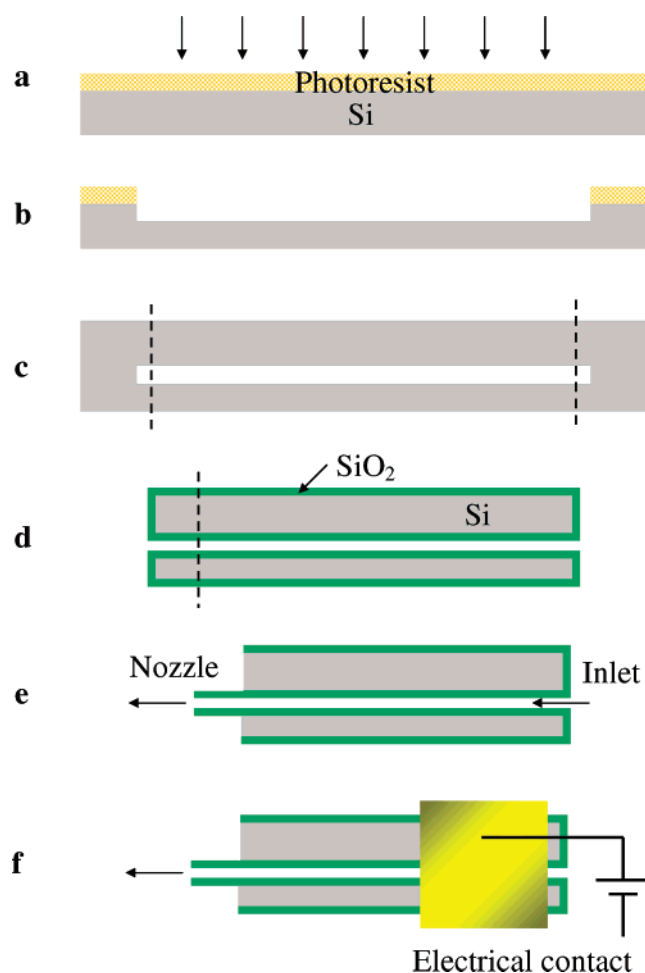 a
Photoresist
Si
b
c
SiO₂
Si
d
Nozzle
Inlet
e
f
Electrical contact